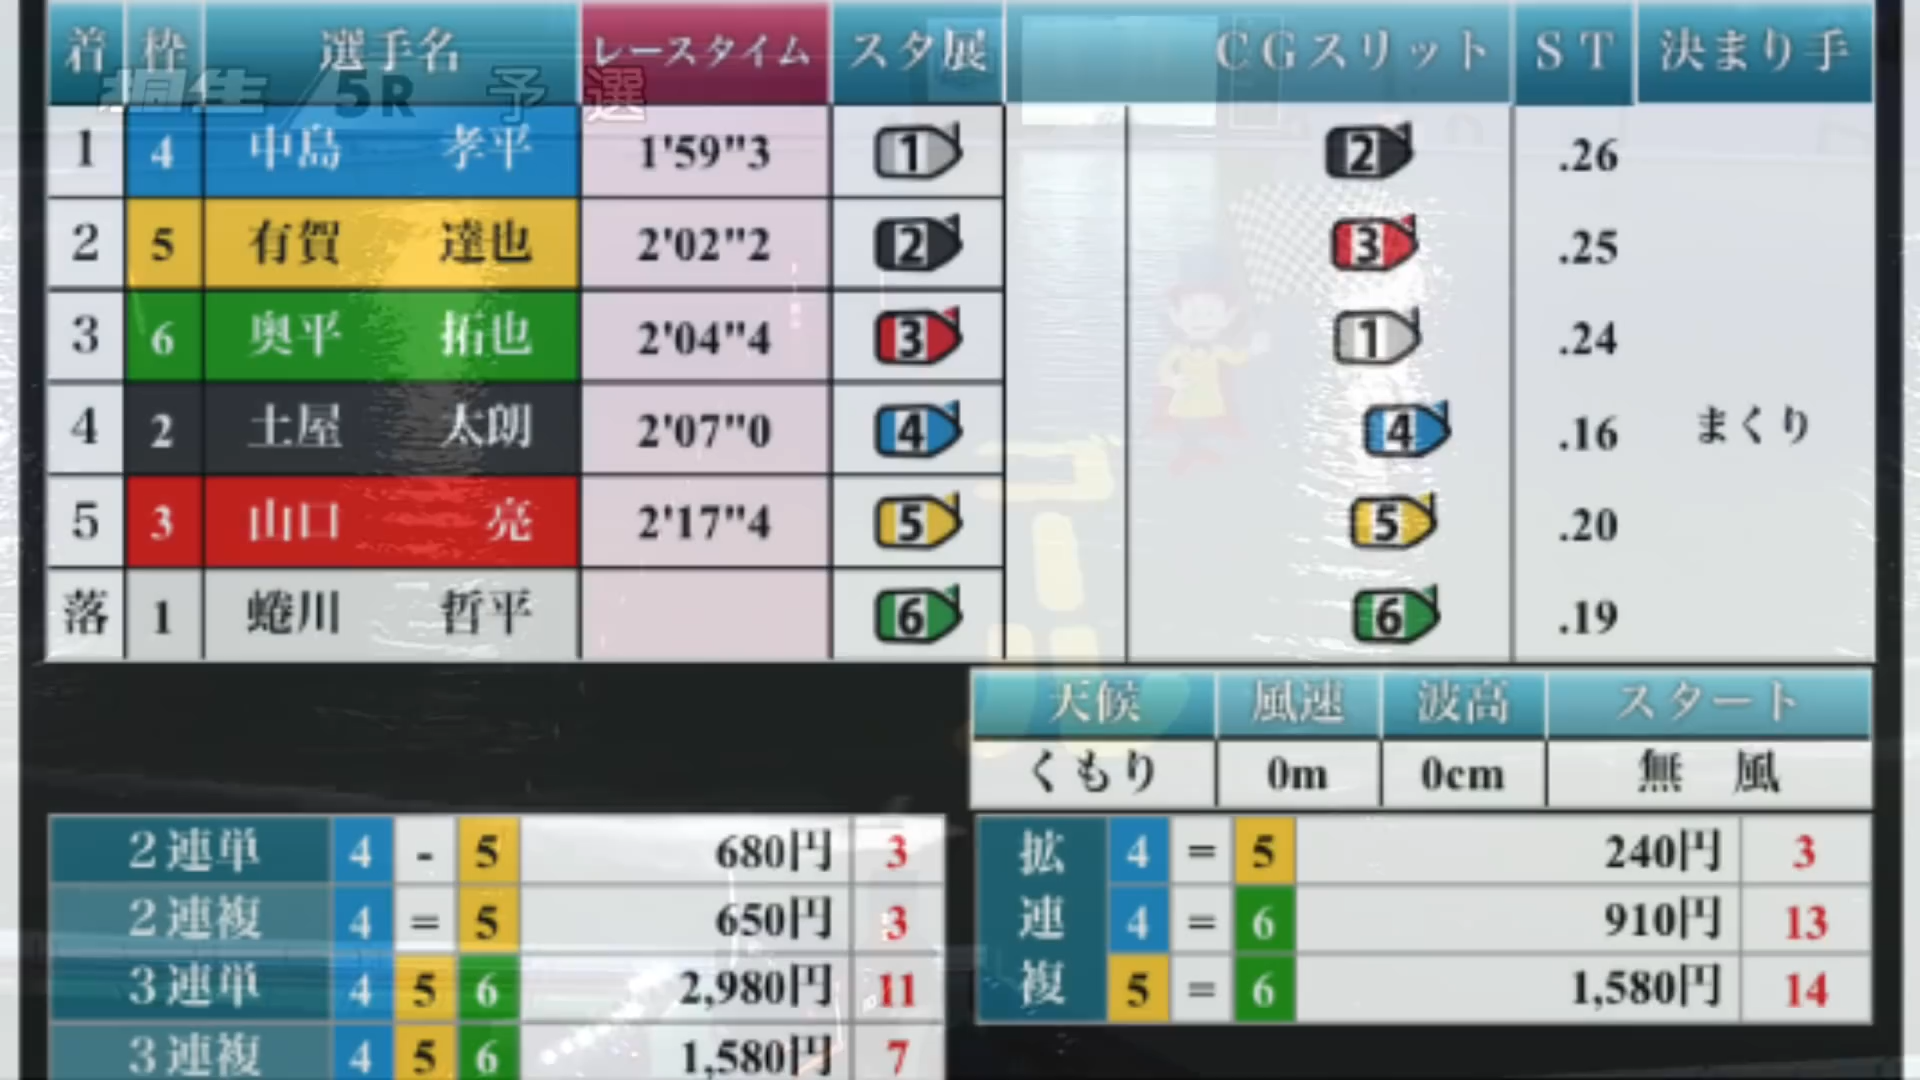 着 枠 選手名 レースタイム スタ展 CGスリット ST 決まり手
桐生 5R 予選
1 4 中島 孝平 1'59"3 1 2 .26
2 5 有賀 達也 2'02"2 2 3 .25
3 6 奥平 拓也 2'04"4 3 1 .24
4 2 土屋 太朗 2'07"0 4 4 .16 まくり
5 3 山口 亮 2'17"4 5 5 .20
落 1 蜷川 哲平 6 6 .19
ゴール
天候 風速 波高 スタート
くもり 0m 0cm 無 風
2連単 4 - 5 680円 3
2連複 4 = 5 650円 3
3連単 4 5 6 2,980円 11
3連複 4 5 6 1,580円 7
拡 4 = 5 240円 3
連 4 = 6 910円 13
複 5 = 6 1,580円 14